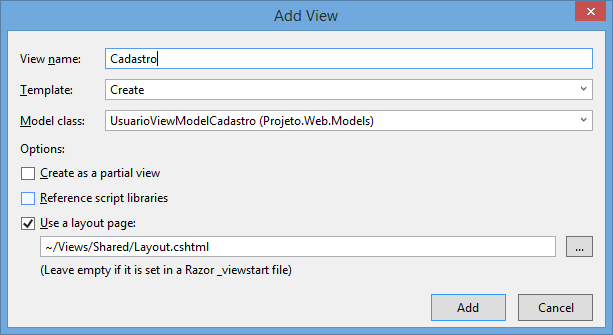 Add View
View name: Cadastro
Template: Create
Model class: UsuarioViewModelCadastro (Projeto.Web.Models)
Options:
Create as a partial view
Reference script libraries
Use a layout page:
~/Views/Shared/Layout.cshtml
...
(Leave empty if it is set in a Razor _viewstart file)
Add Cancel